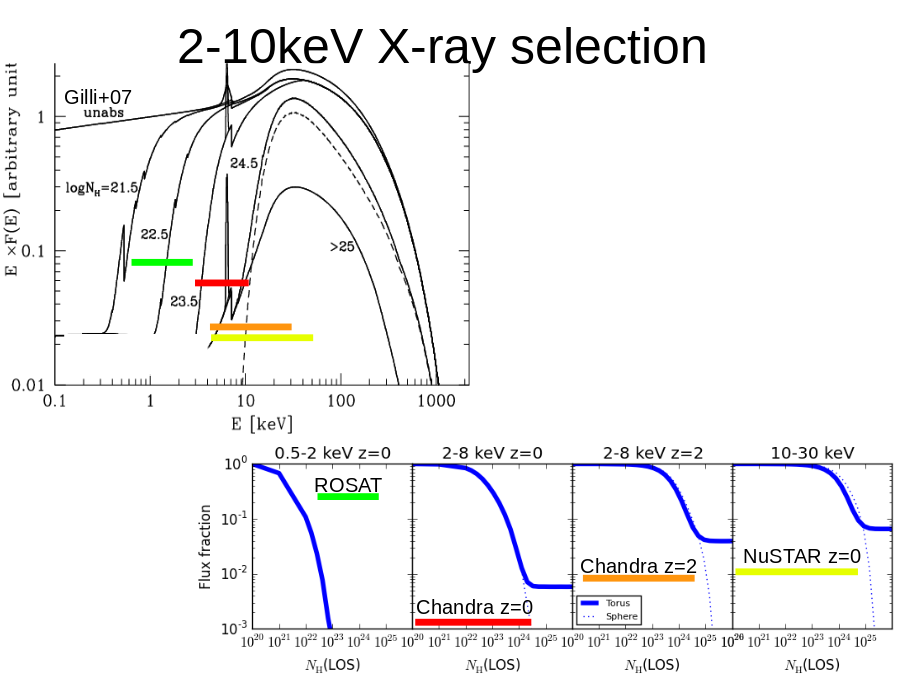 2-10keV X-ray selection
Gilli+07
unabs
logN_H=21.5
22.5
23.5
24.5
>25
E ×F(E) [arbitrary unit
1
0.1
0.01
0.1 1 10 100 1000
E [keV]
0.5-2 keV z=0 2-8 keV z=0 2-8 keV z=2 10-30 keV
ROSAT
Chandra z=0
Chandra z=2
NuSTAR z=0
Torus
Sphere
Flux fraction
10^0
10^-1
10^-2
10^-3
10^20 10^21 10^22 10^23 10^24 10^25 10^20 10^21 10^22 10^23 10^24 10^25 10^20 10^21 10^22 10^23 10^24 10^25 10^20 10^21 10^22 10^23 10^24 10^25
N_H(LOS) N_H(LOS) N_H(LOS) N_H(LOS)